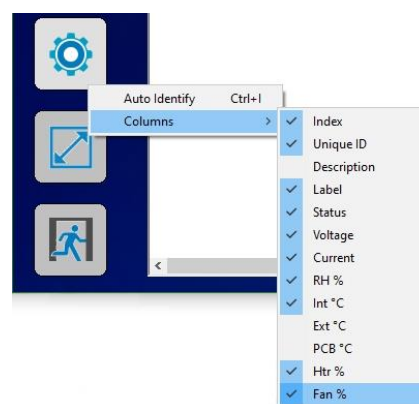 Auto Identify Ctrl+I
Columns >
Index
Unique ID
Description
Label
Status
Voltage
Current
RH %
Int °C
Ext °C
PCB °C
Htr %
Fan %